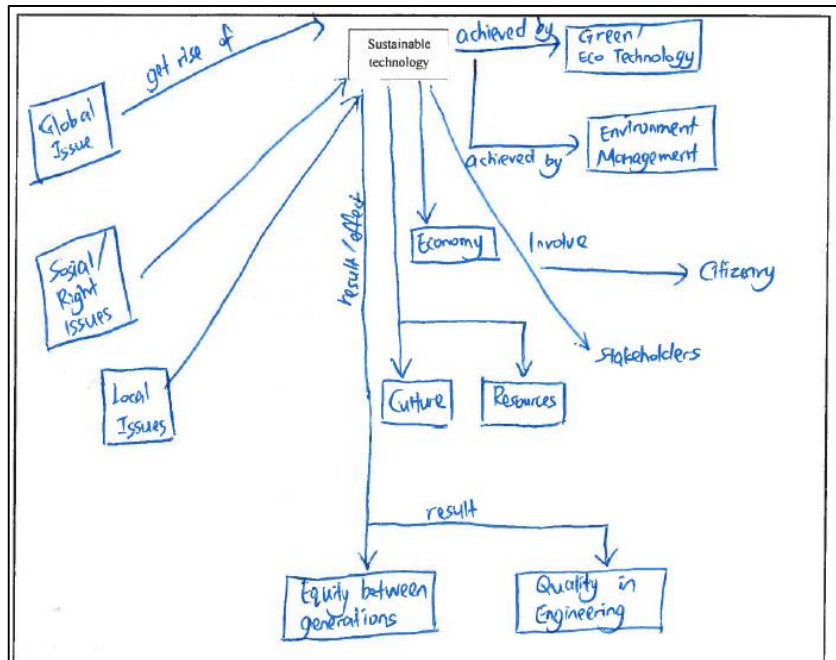 get rise of
Sustainable
technology
achieved by
Green/
Eco Technology
Global
Issue
achieved by
Environment
Management
Sosial/
Right
Issues
result/effect
Economy
Involve
Citizenry
Stakeholders
Local
Issues
Culture
Resources
result
Equity between
generations
Quality in
Engineering